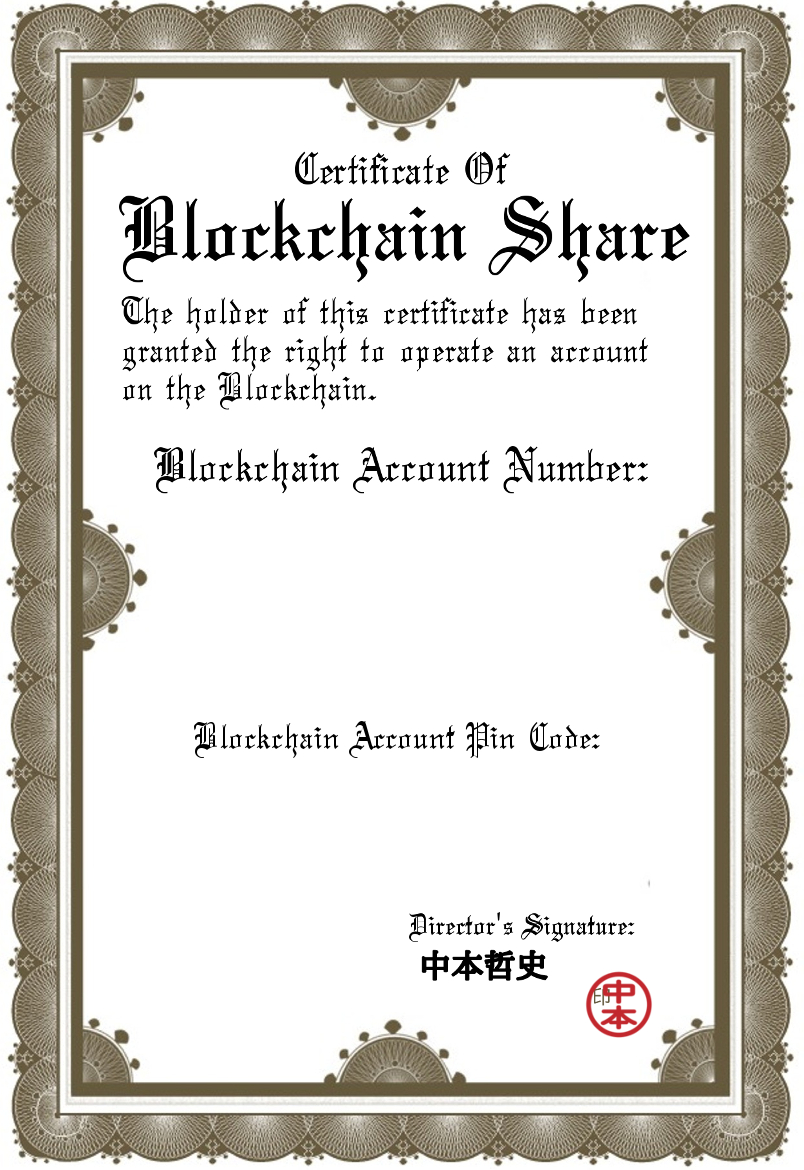 Certificate Of
Blockchain Share
The holder of this certificate has been
granted the right to operate an account
on the Blockchain.
Blockchain Account Number:
Blockchain Account Pin Code:
Director's Signature:
中本哲史
印
中
本